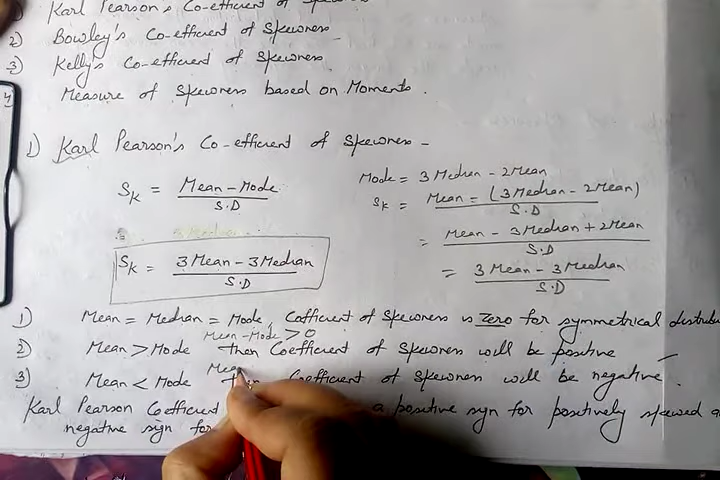 Karl Pearson's Co-efficient of Skewness
2) Bowley's Co-efficient of Skewness
3) Kelly's Co-efficient of Skewness
4 Measure of Skewness based on Moments.
1) Karl Pearson's Co-efficient of Skewness -
Sk = Mean - Mode / S.D
Sk = 3 Mean - 3 Median / S.D
Mode = 3 Median - 2 Mean
Sk = Mean = (3 Median - 2 Mean) / S.D
= Mean - 3 Median + 2 Mean / S.D
= 3 Mean - 3 Median / S.D
1) Mean = Median = Mode, Cofficient of Skewness is zero for symmetrical distribu
Mean - Mode > 0
2) Mean > Mode then Coefficient of Skewness will be positive
Mea
3) Mean < Mode Coefficient of Skewness will be negative.
Karl Pearson Coefficient a positive sign for positively skewed a
negative sign for